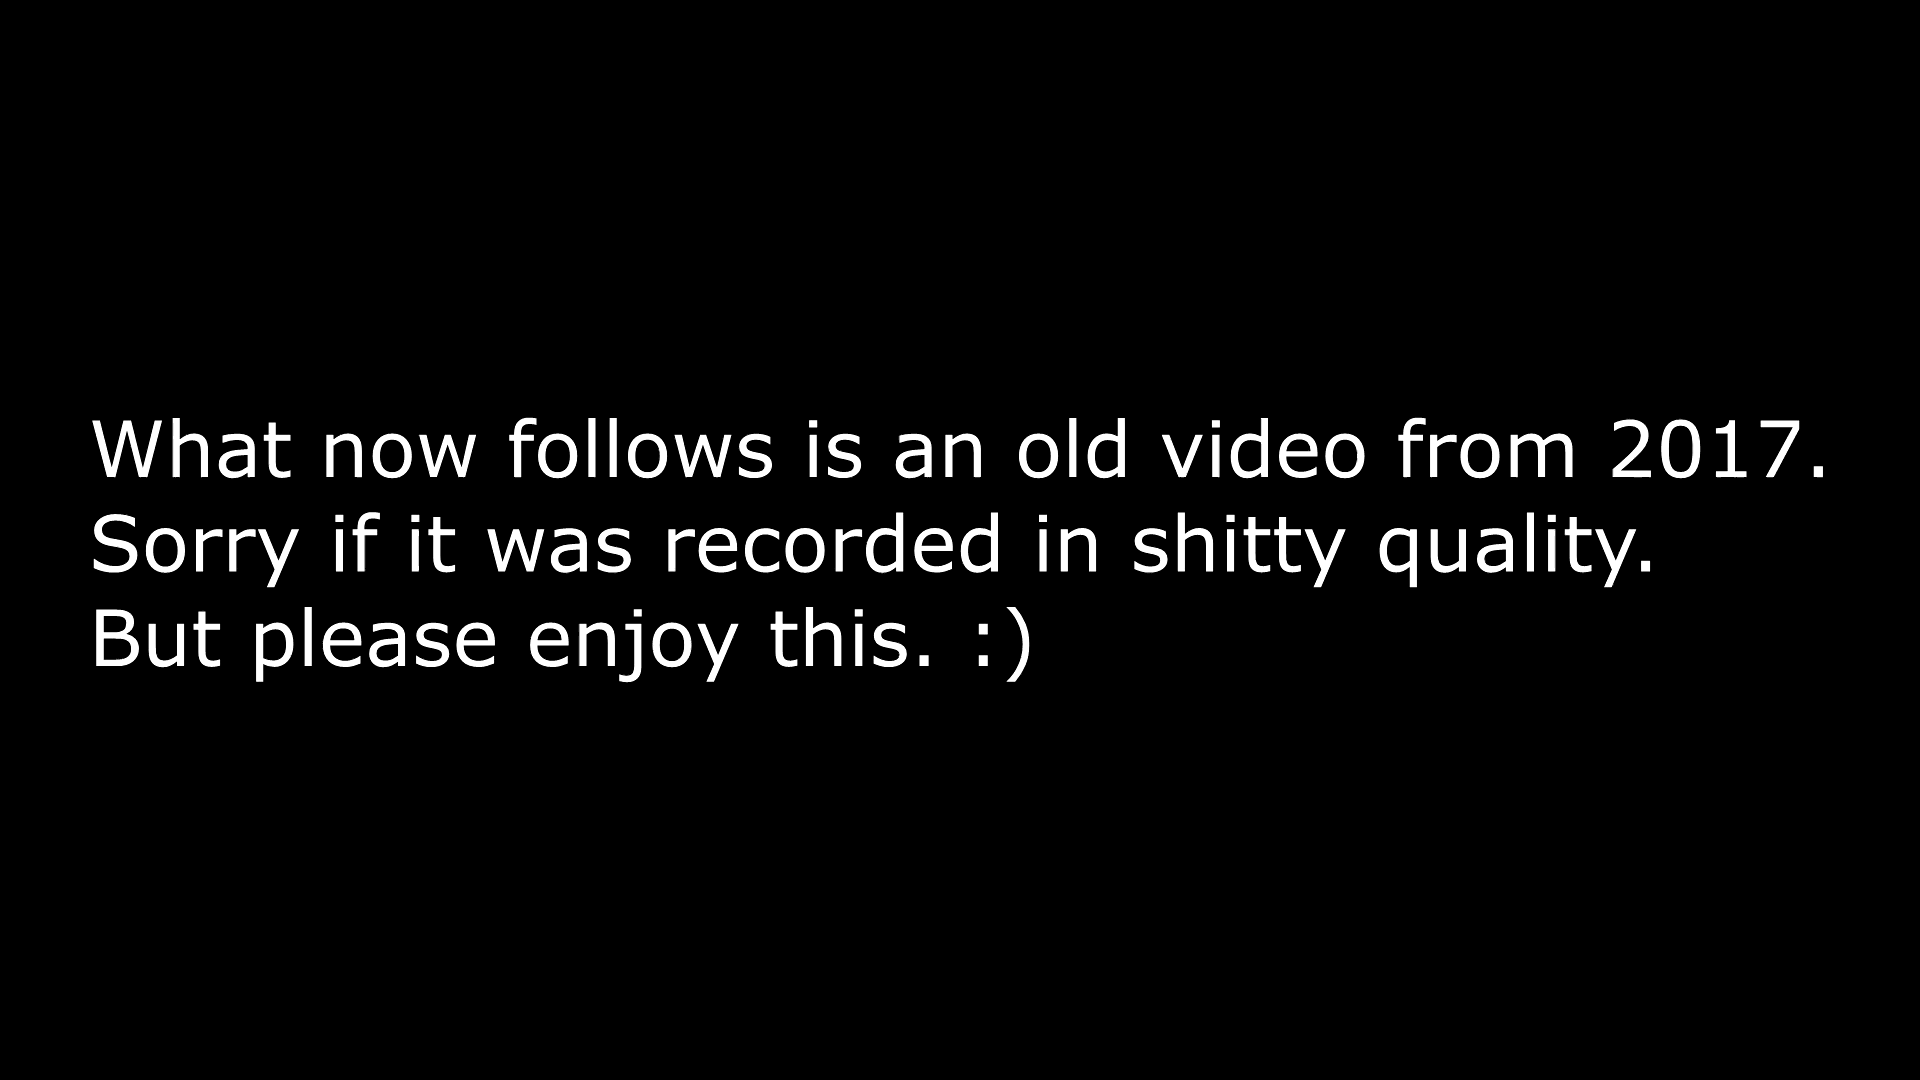 What now follows is an old video from 2017.
Sorry if it was recorded in shitty quality.
But please enjoy this. :)